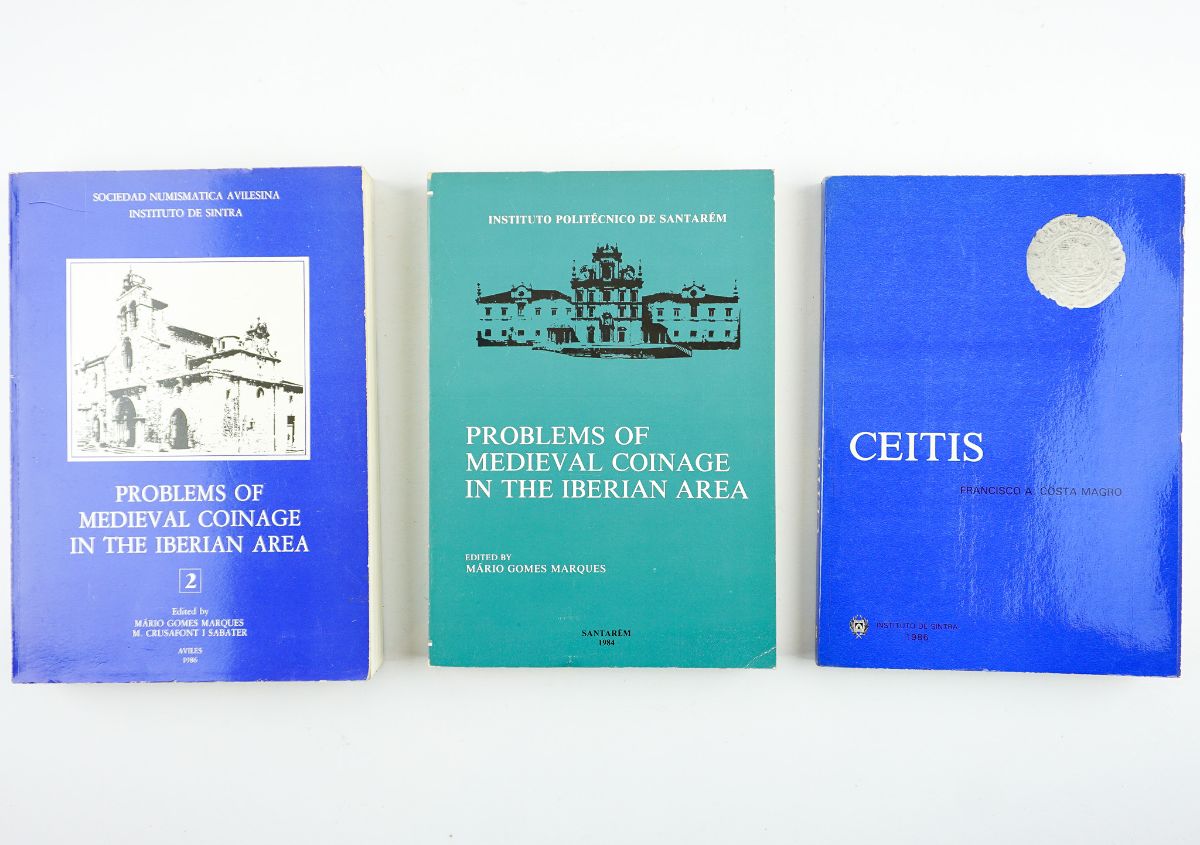 SOCIEDAD NUMISMATICA AVILESINA
INSTITUTO DE SINTRA
PROBLEMS OF
MEDIEVAL COINAGE
IN THE IBERIAN AREA
2
Edited by
MÁRIO GOMES MARQUES
M. CRUSAFONT I SABATER
AVILES
1986
INSTITUTO POLITÉCNICO DE SANTARÉM
PROBLEMS OF
MEDIEVAL COINAGE
IN THE IBERIAN AREA
EDITED BY
MÁRIO GOMES MARQUES
SANTARÉM
1984
CEITIS
FRANCISCO A. COSTA MAGRO
INSTITUTO DE SINTRA
1986